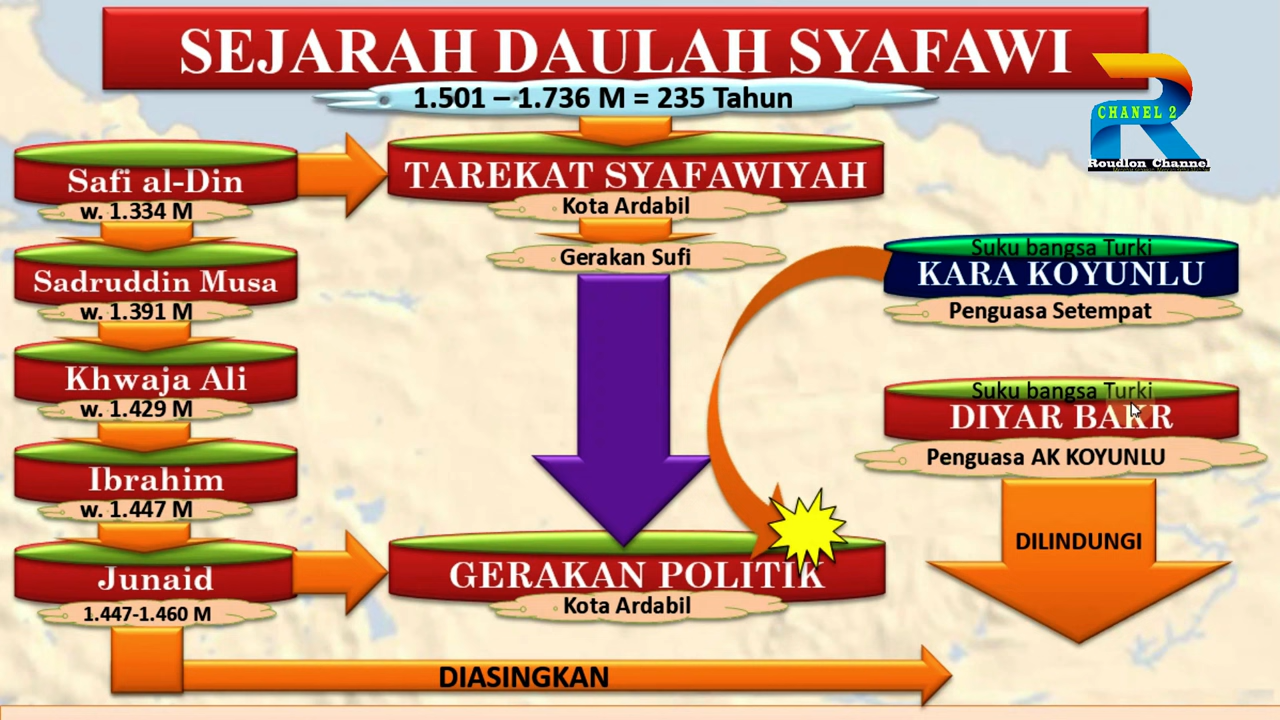 SEJARAH DAULAH SYAFAWI
1.501 – 1.736 M = 235 Tahun
CHANEL 2
Roudlon Channel
Safi al-Din
w. 1.334 M
Sadruddin Musa
w. 1.391 M
Khwaja Ali
w. 1.429 M
Ibrahim
w. 1.447 M
Junaid
1.447-1.460 M
TAREKAT SYAFAWIYAH
Kota Ardabil
Gerakan Sufi
GERAKAN POLITIK
Kota Ardabil
Suku bangsa Turki
KARA KOYUNLU
Penguasa Setempat
Suku bangsa Turki
DIYAR BAKR
Penguasa AK KOYUNLU
DILINDUNGI
DIASINGKAN